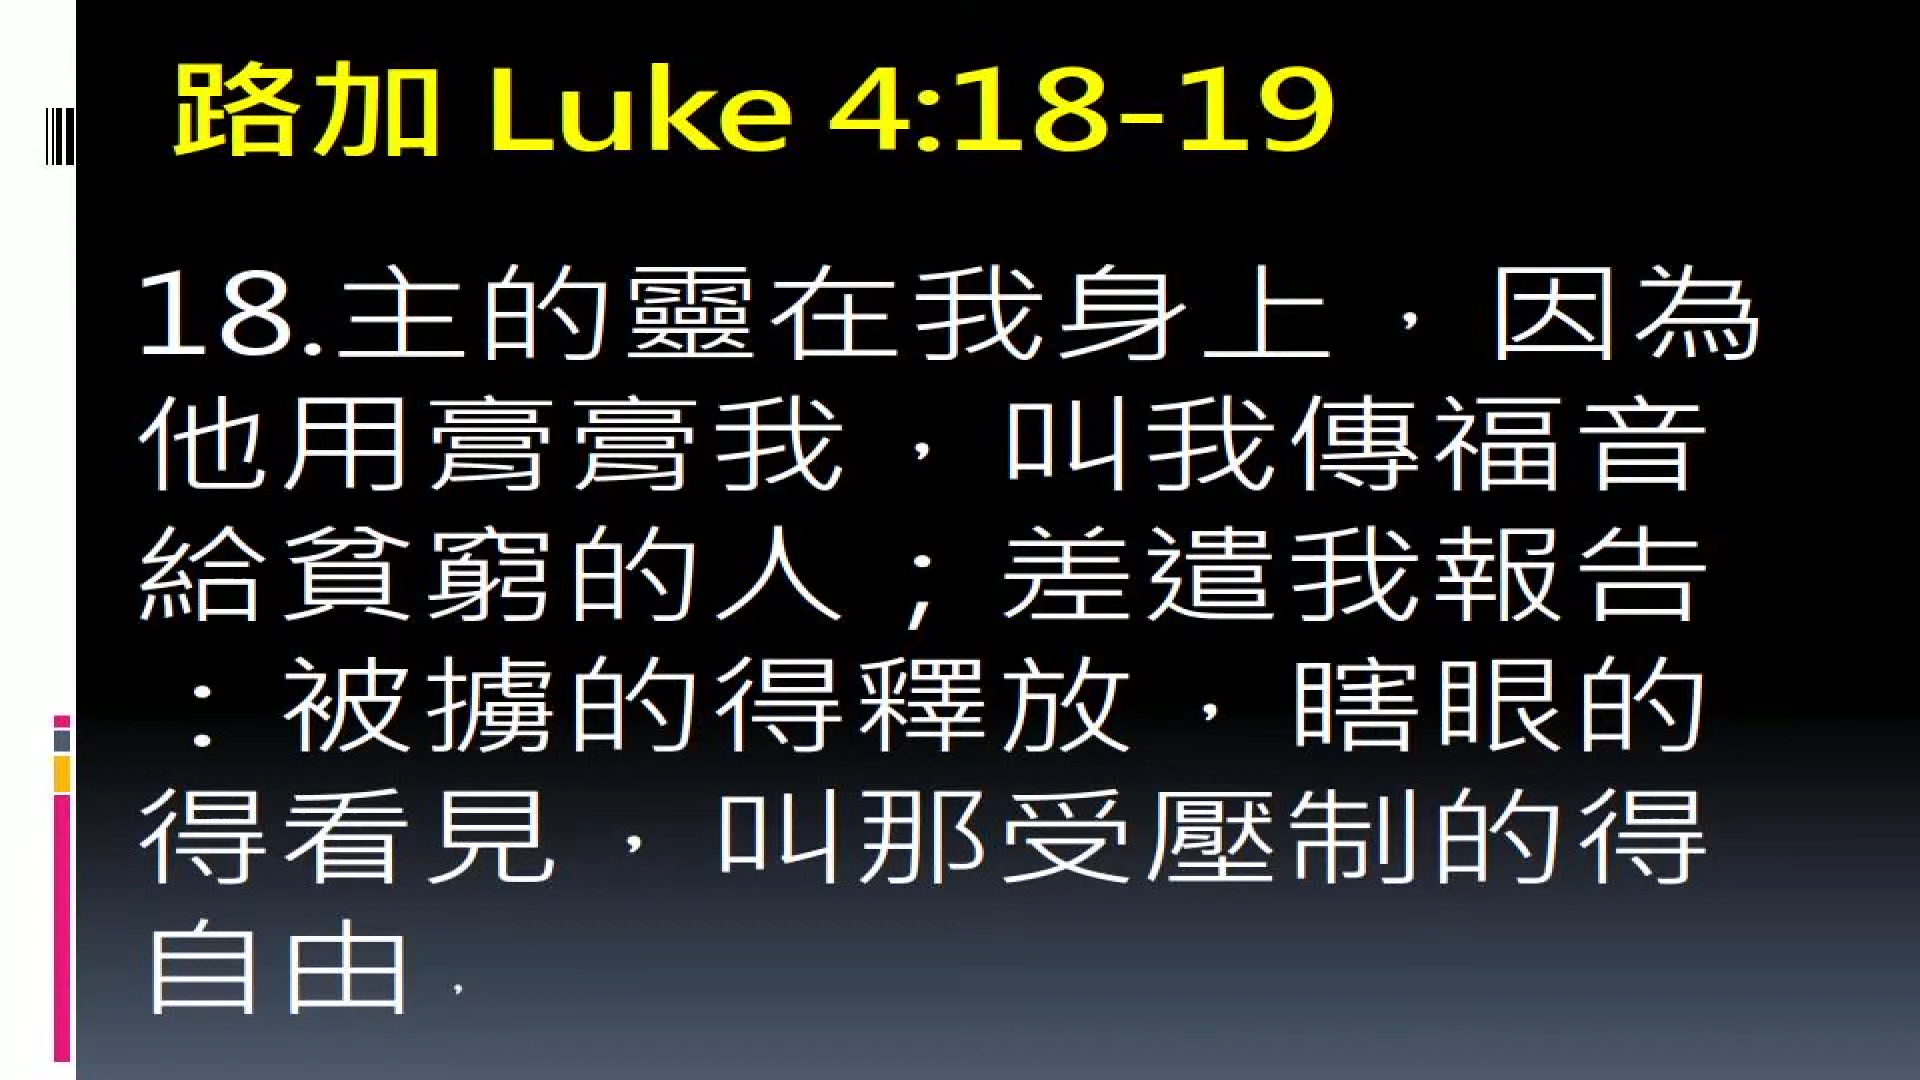 路加 Luke 4:18-19
18.主的靈在我身上，因為
他用膏膏我，叫我傳福音
給貧窮的人；差遣我報告
：被擄的得釋放，瞎眼的
得看見，叫那受壓制的得
自由，